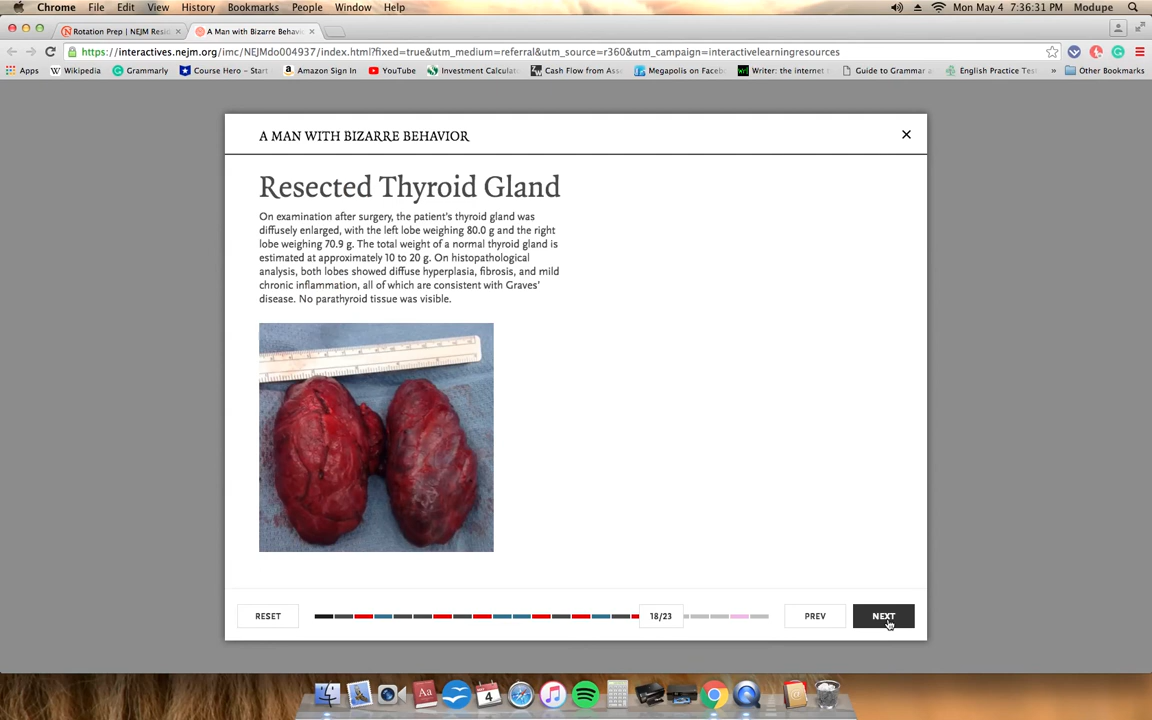 Chrome File Edit View History Bookmarks People Window Help Mon May 4 7:36:31 PM Modupe
Rotation Prep | NEJM Resi
A Man with Bizarre Behavio
https://interactives.nejm.org/imc/NEJMdo004937/index.html?fixed=true&utm_medium=referral&utm_source=r360&utm_campaign=interactivelearningresources
Apps Wikipedia Grammarly Course Hero - Start Amazon Sign In YouTube Investment Calculat Cash Flow from Ass Megapolis on Faceb Writer: the internet Guide to Grammar a English Practice Tes » Other Bookmarks
A MAN WITH BIZARRE BEHAVIOR
Resected Thyroid Gland
On examination after surgery, the patient's thyroid gland was
diffusely enlarged, with the left lobe weighing 80.0 g and the right
lobe weighing 70.9 g. The total weight of a normal thyroid gland is
estimated at approximately 10 to 20 g. On histopathological
analysis, both lobes showed diffuse hyperplasia, fibrosis, and mild
chronic inflammation, all of which are consistent with Graves'
disease. No parathyroid tissue was visible.
RESET 18/23 PREV NEXT
Aa 4